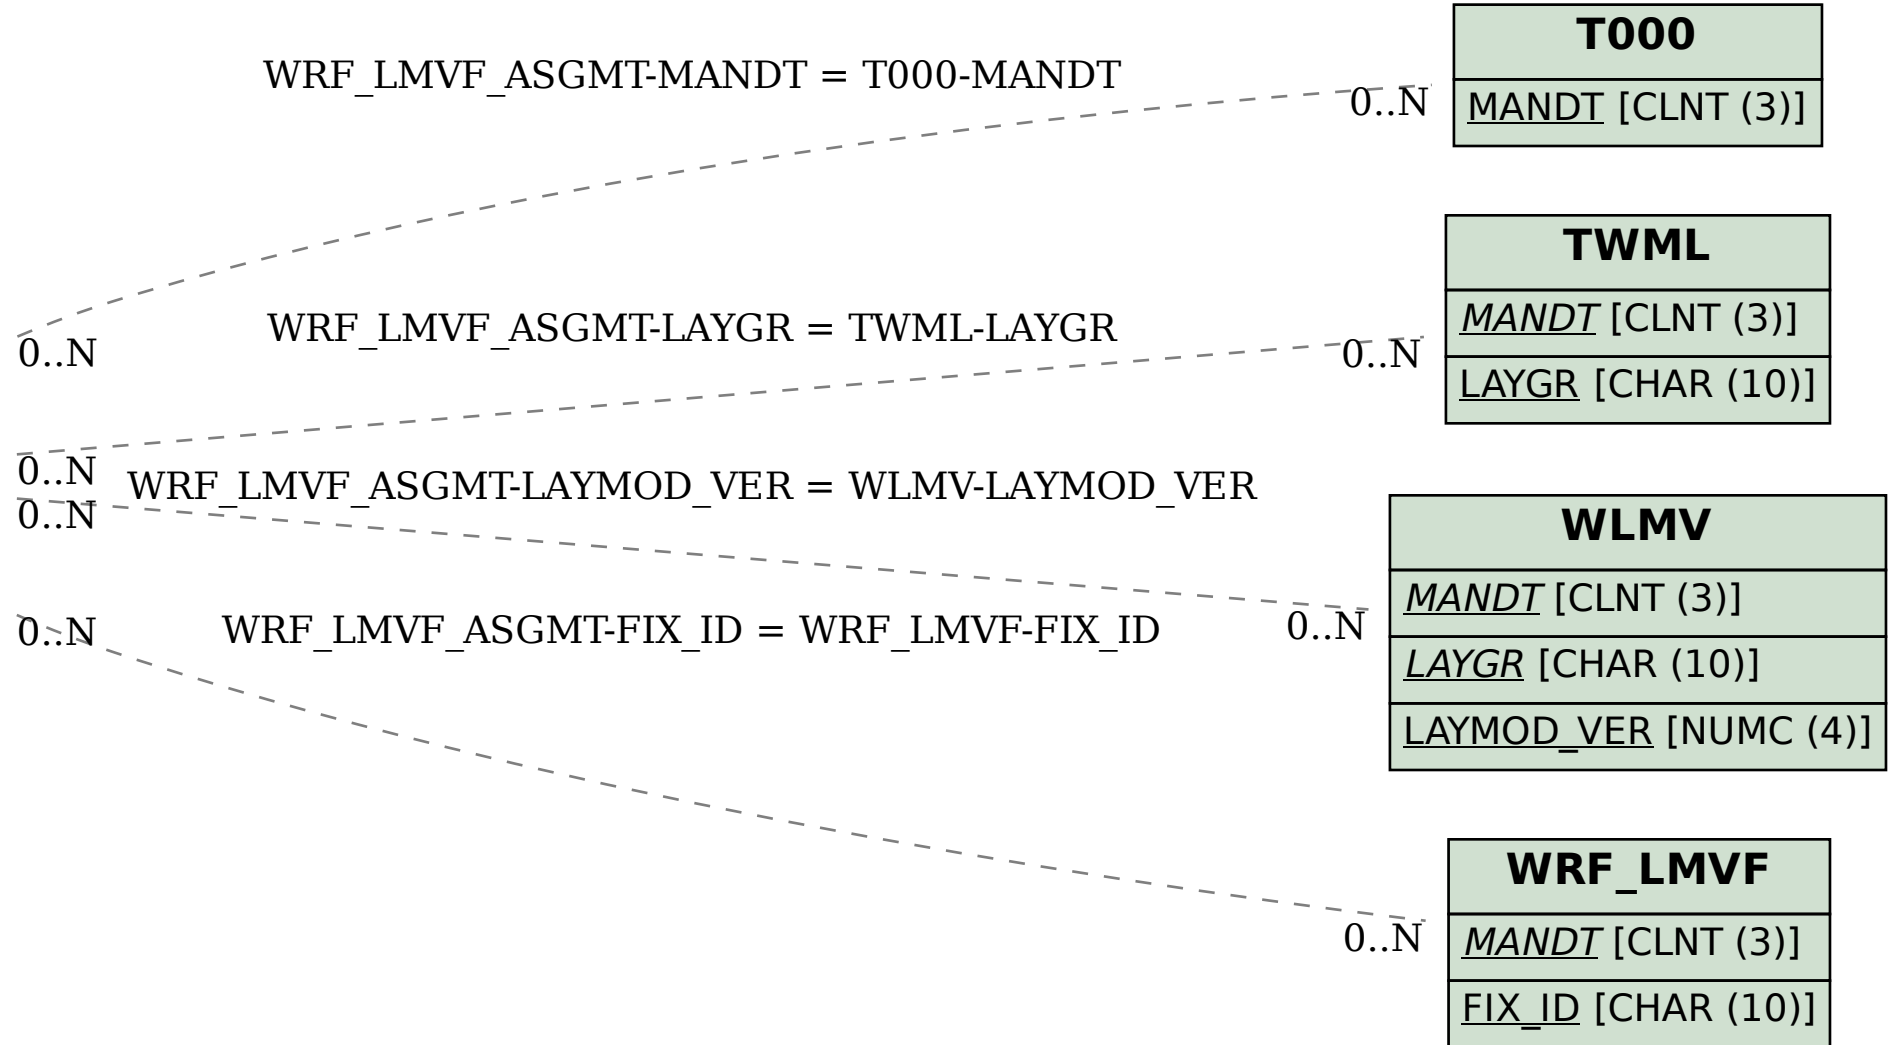 T000
WRF_LMVF_ASGMT-MANDT = T000-MANDT
0..N
MANDT [CLNT (3)]
TWML
MANDT [CLNT (3)]
WRF_LMVF_ASGMT-LAYGR = TWML-LAYGR
0..N
0..N
LAYGR [CHAR (10)]
0..N
WRF_LMVF_ASGMT-LAYMOD_VER = WLMV-LAYMOD_VER
0..N
WLMV
MANDT [CLNT (3)]
0..N
WRF_LMVF_ASGMT-FIX_ID = WRF_LMVF-FIX_ID
0..N
LAYGR [CHAR (10)]
LAYMOD_VER [NUMC (4)]
WRF_LMVF
0..N
MANDT [CLNT (3)]
FIX_ID [CHAR (10)]